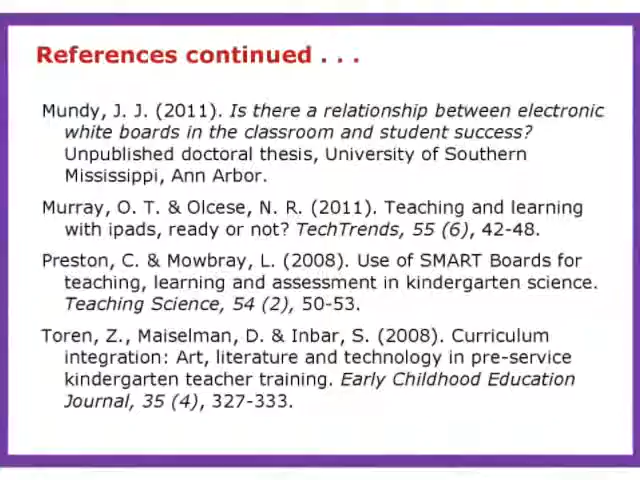 References continued . . .
Mundy, J. J. (2011). Is there a relationship between electronic
white boards in the classroom and student success?
Unpublished doctoral thesis, University of Southern
Mississippi, Ann Arbor.
Murray, O. T. & Olcese, N. R. (2011). Teaching and learning
with ipads, ready or not? TechTrends, 55 (6), 42-48.
Preston, C. & Mowbray, L. (2008). Use of SMART Boards for
teaching, learning and assessment in kindergarten science.
Teaching Science, 54 (2), 50-53.
Toren, Z., Maiselman, D. & Inbar, S. (2008). Curriculum
integration: Art, literature and technology in pre-service
kindergarten teacher training. Early Childhood Education
Journal, 35 (4), 327-333.